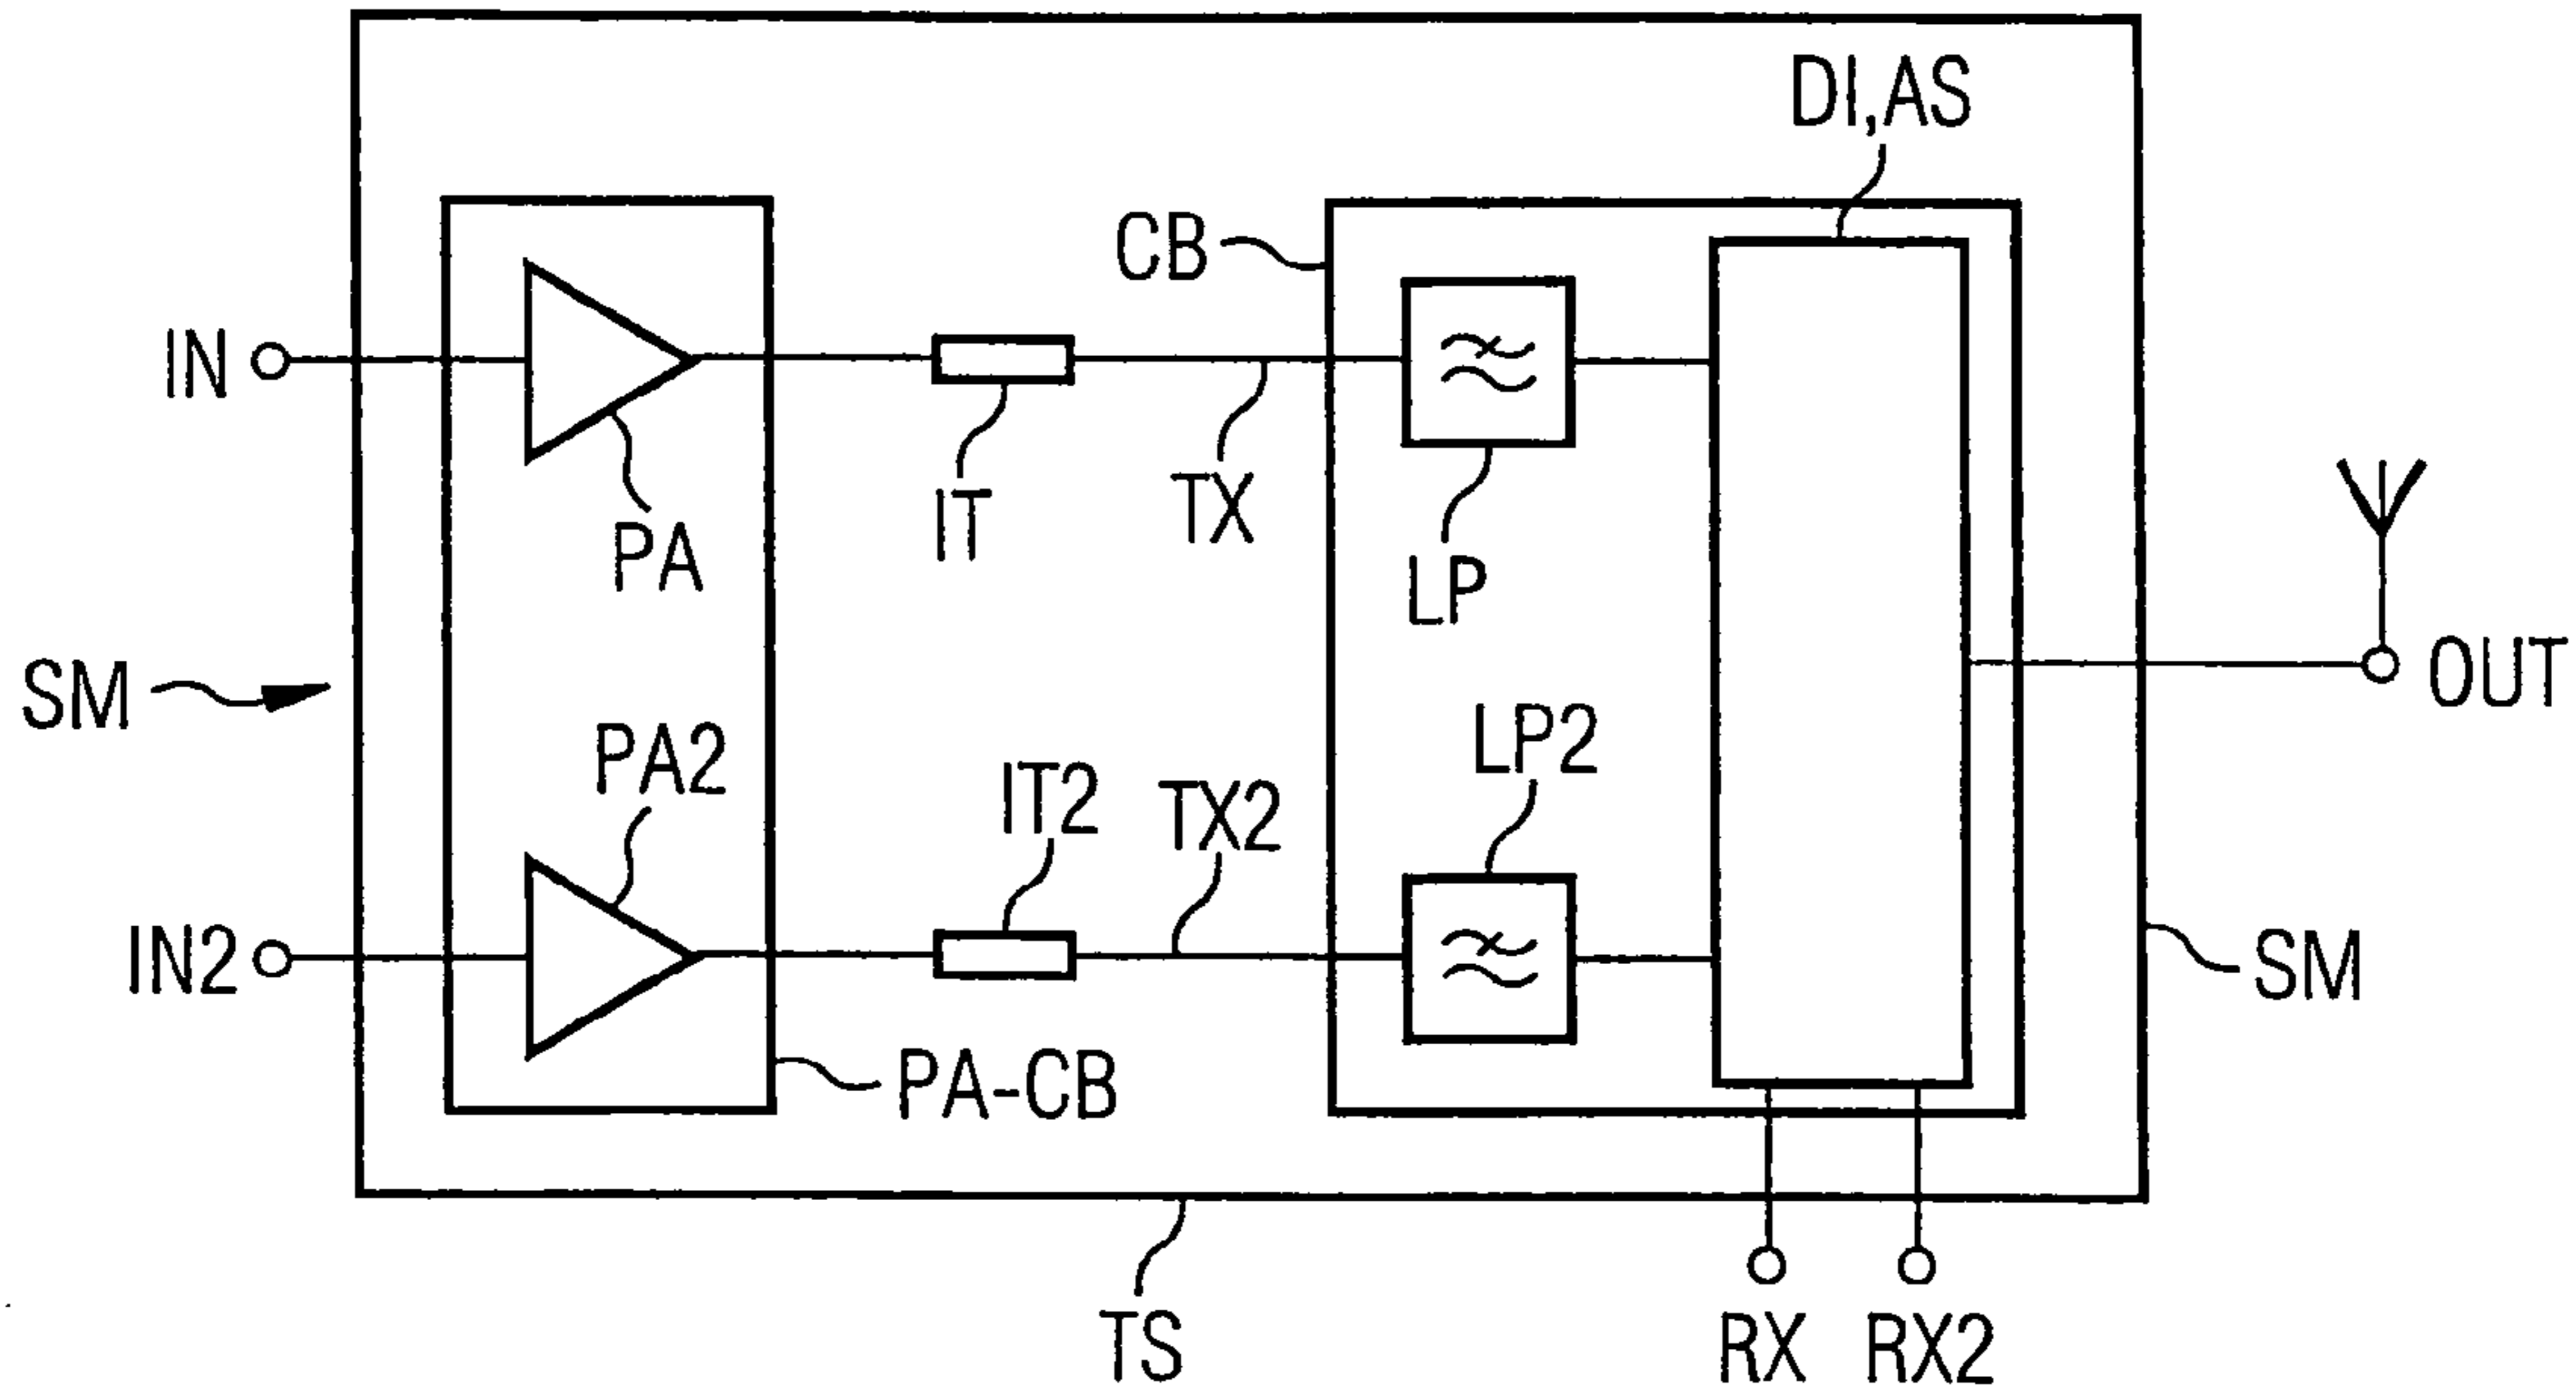 DI,AS
CB
IN
PA
IT
TX
LP
SM
PA2
IT2
TX2
LP2
OUT
IN2
PA-CB
SM
TS
RX
RX2